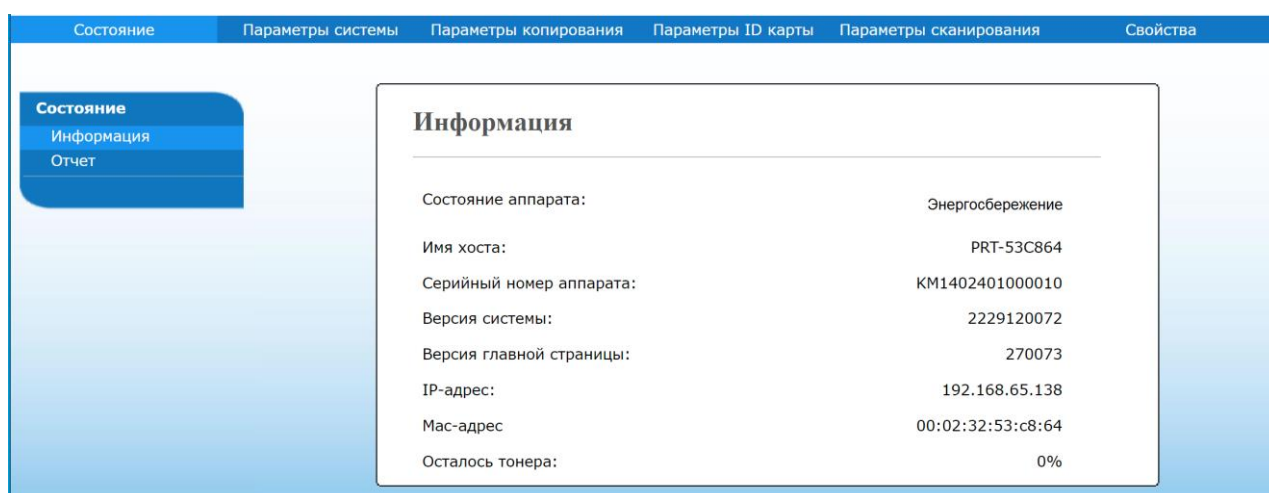 Состояние Параметры системы Параметры копирования Параметры ID карты Параметры сканирования Свойства
Состояние
Информация
Отчет
Информация
Состояние аппарата: Энергосбережение
Имя хоста: PRT-53C864
Серийный номер аппарата: KM1402401000010
Версия системы: 2229120072
Версия главной страницы: 270073
IP-адрес: 192.168.65.138
Mac-адрес 00:02:32:53:c8:64
Осталось тонера: 0%